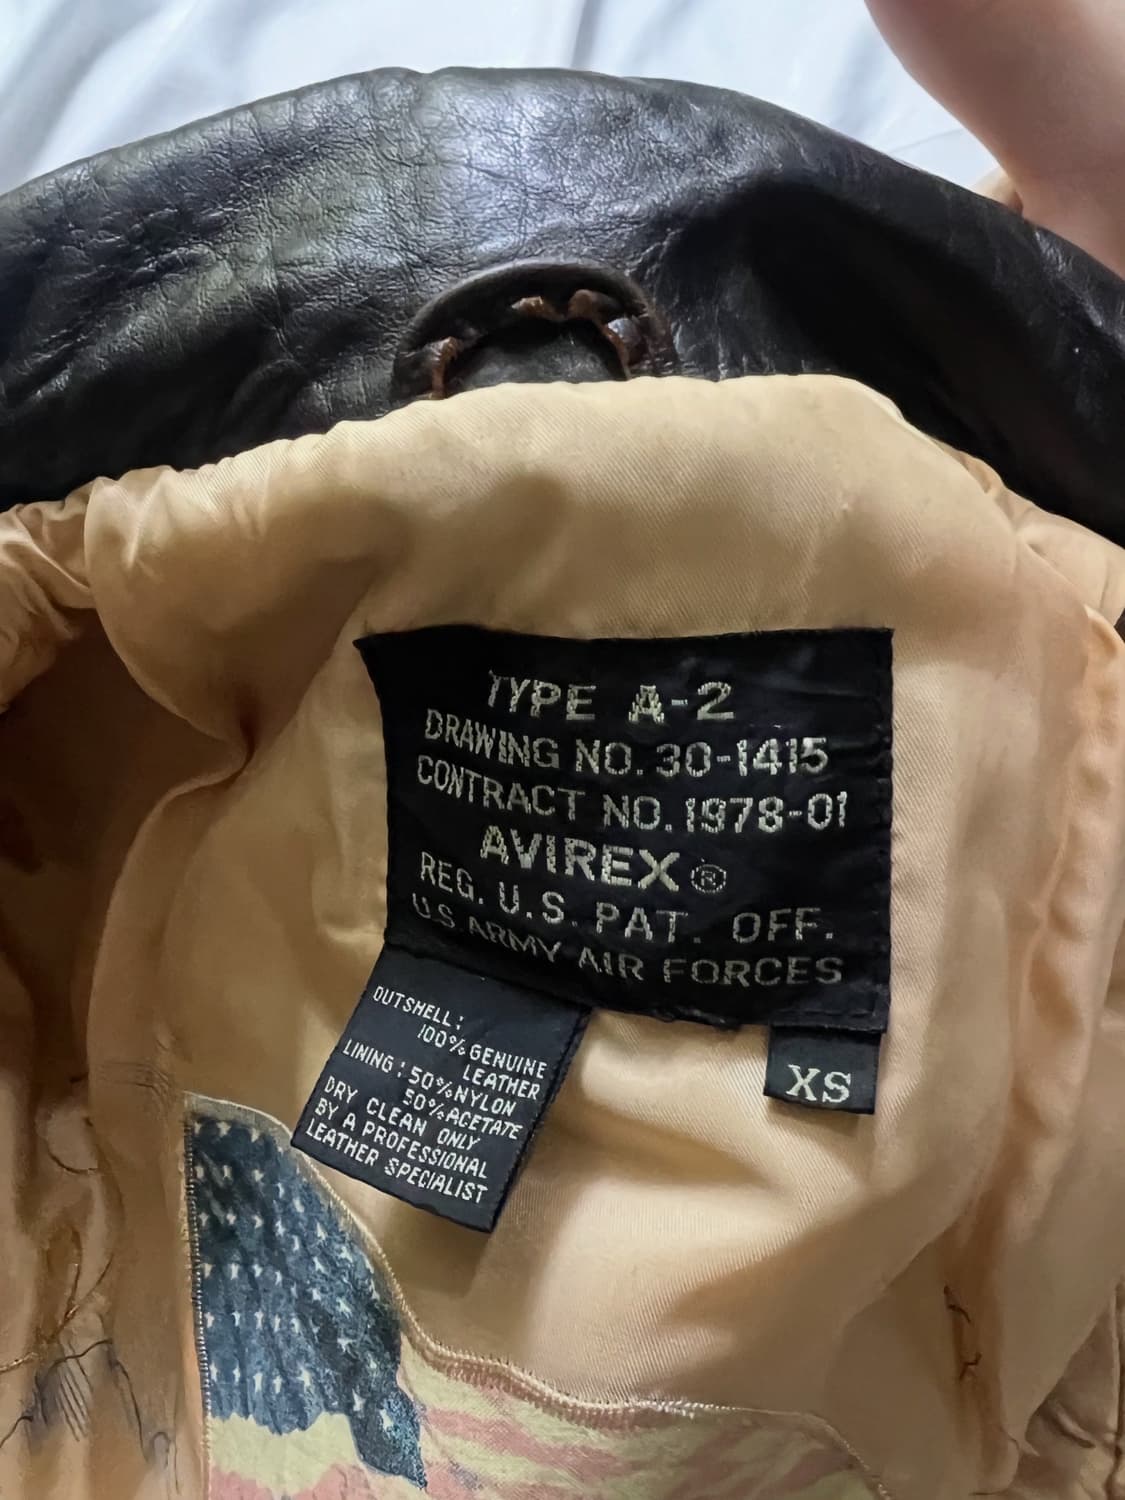 TYPE A-2
DRAWING NO. 30-1415
CONTRACT NO. 1978-01
AVIREX®
REG. U.S. PAT. OFF.
U.S ARMY AIR FORCES
XS
OUTSHELL:
100% GENUINE
LEATHER
LINING: 50% NYLON
50% ACETATE
DRY CLEAN ONLY
BY A PROFESSIONAL
LEATHER SPECIALIST